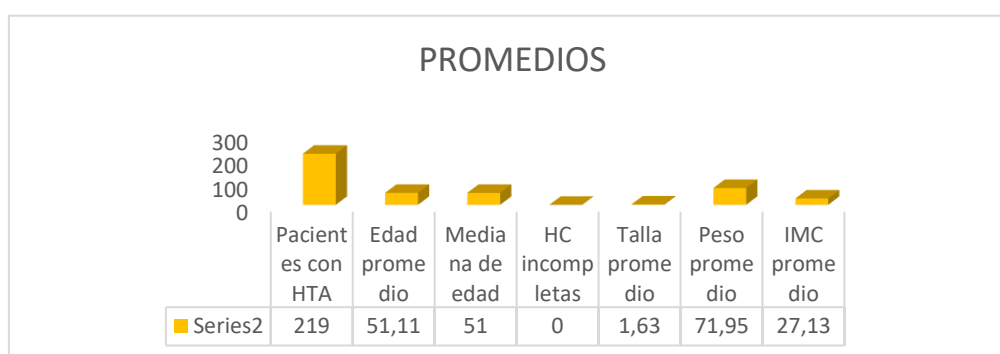 PROMEDIOS
300
200
100
0
Pacient es con HTA
Edad prome dio
Media na de edad
HC incomp letas
Talla prome dio
Peso prome dio
IMC prome dio
Series2 219 51,11 51 0 1,63 71,95 27,13